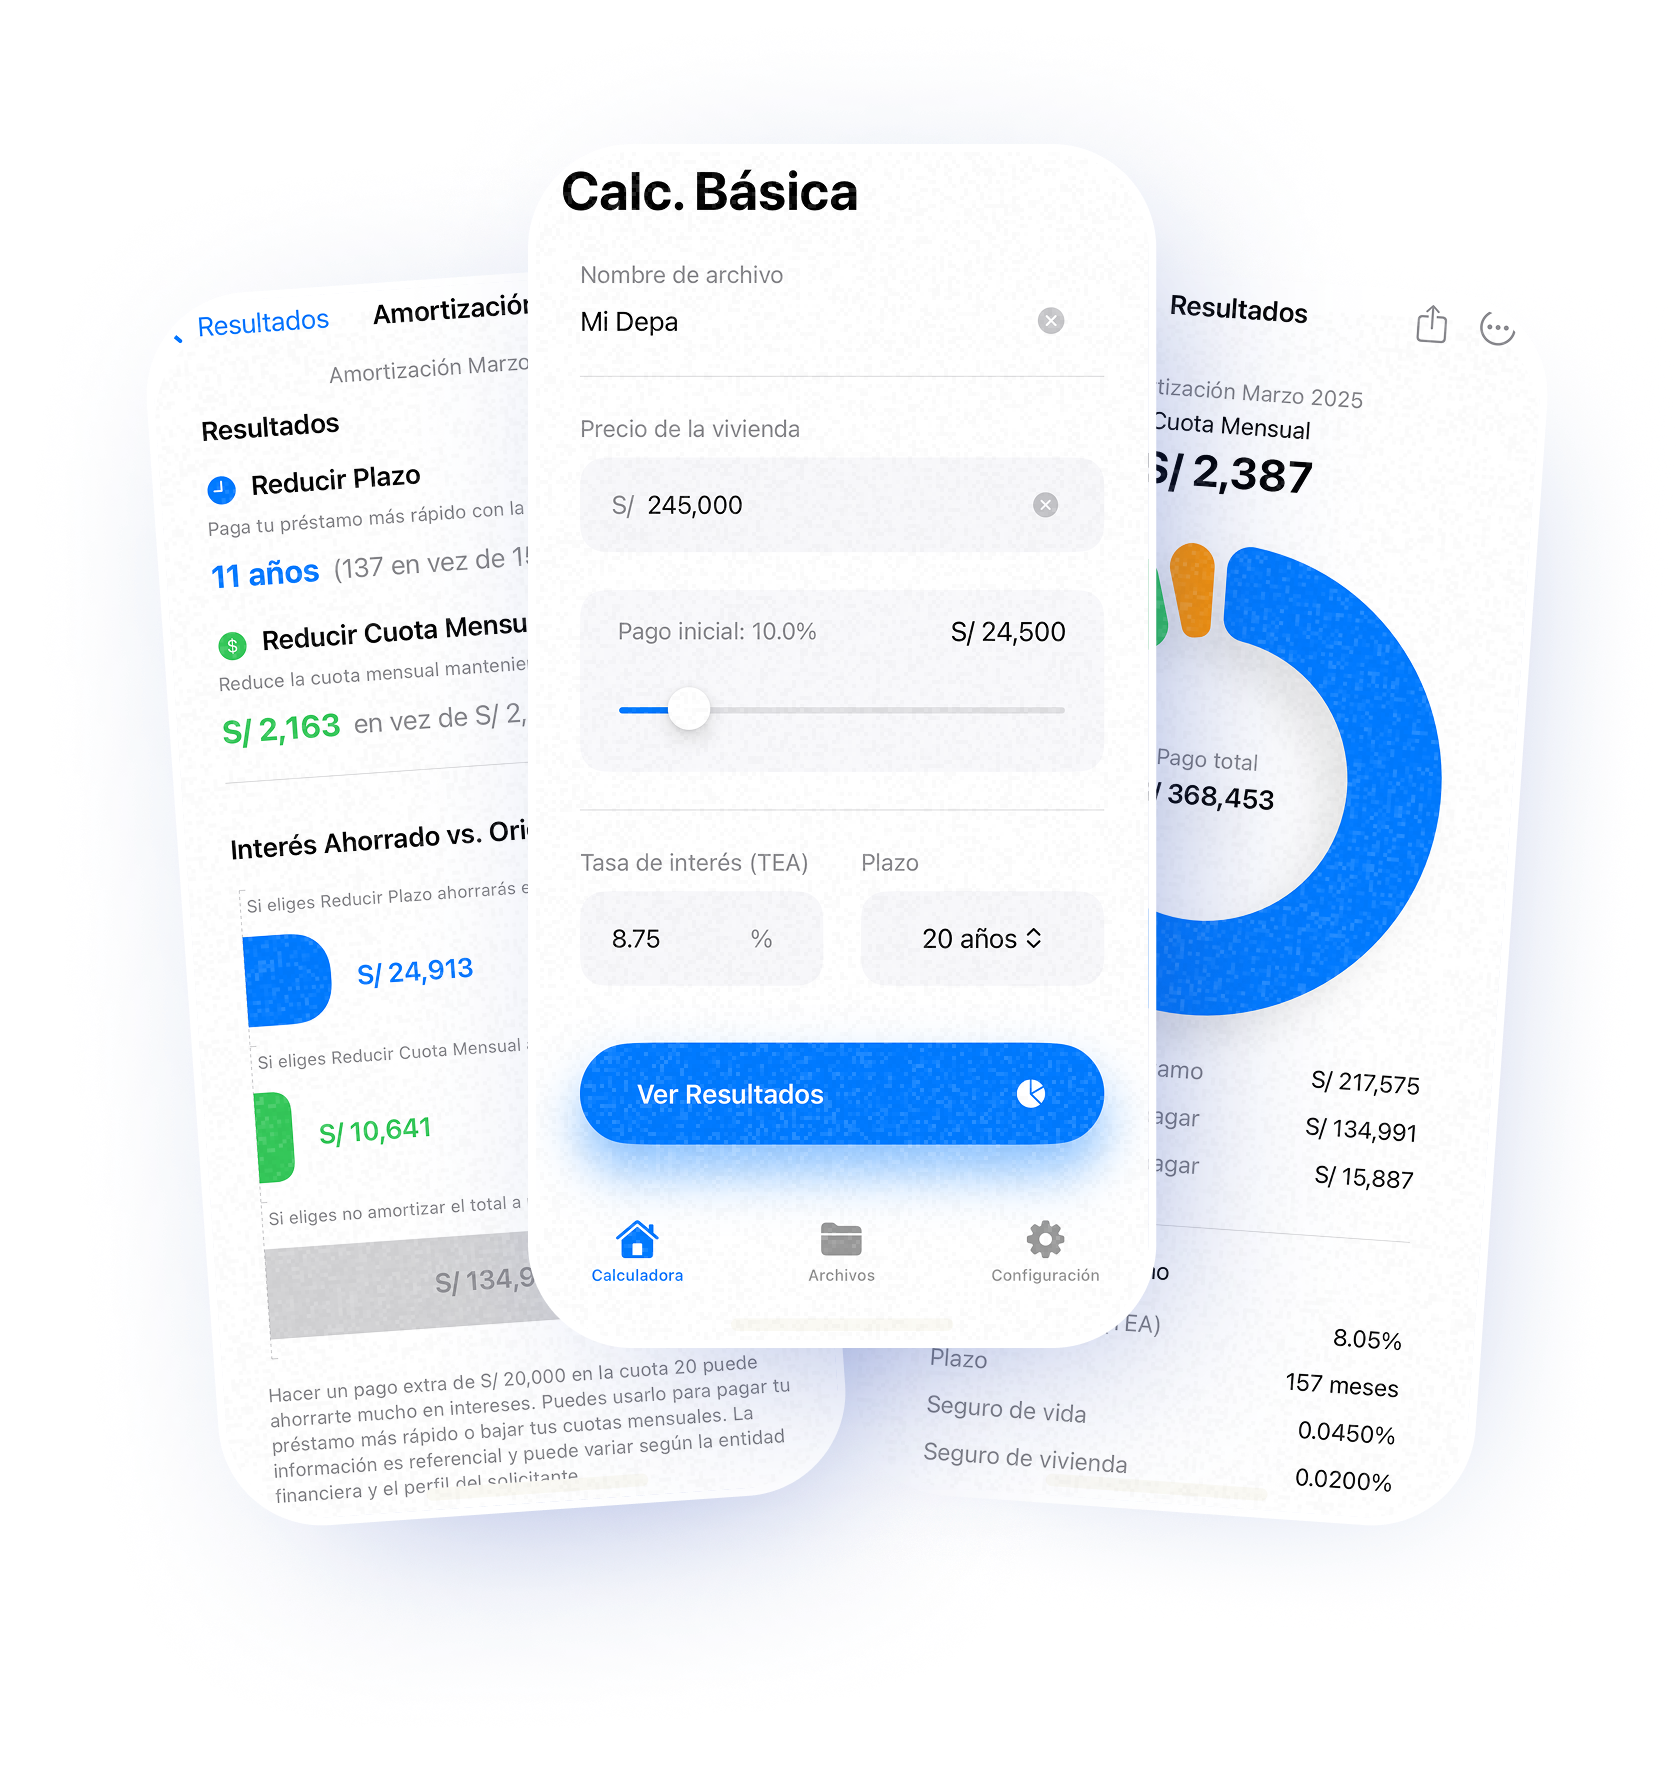 Resultados
Amortización
Amortización Marzo
Resultados
Reducir Plazo
Paga tu préstamo más rápido con la
11 años (137 en vez de
Reducir Cuota
Reduce la cuota mensual
S/ 2,163 en vez de S/
Interés Ahorrado vs.
Si eliges Reducir Plazo ahorrarás
S/ 24,913
Si eliges Reducir Cuota Mensual
S/ 10,641
Si eliges no amortizar el total a
S/
Hacer un pago extra de S/ 20,000 en la cuota 20 puede
ahorrarte mucho en intereses. Puedes usarlo para pagar tu
préstamo más rápido o bajar tus cuotas mensuales. La
información es referencial y puede variar según la entidad
financiera y el perfil del solicitante
Calc. Básica
Nombre de archivo
Mi Depa
Precio de la vivienda
S/ 245,000
Pago inicial: 10.0% S/ 24,500
Tasa de interés (TEA) Plazo
8.75 % 20 años
Ver Resultados
Calculadora Archivos Configuración
Resultados
Marzo 2025
Cuota Mensual
S/ 2,387
Pago total
368,453
S/ 217,575
S/ 134,991
S/ 15,887
8.05%
Plazo 157 meses
Seguro de vida 0.0450%
Seguro de vivienda 0.0200%